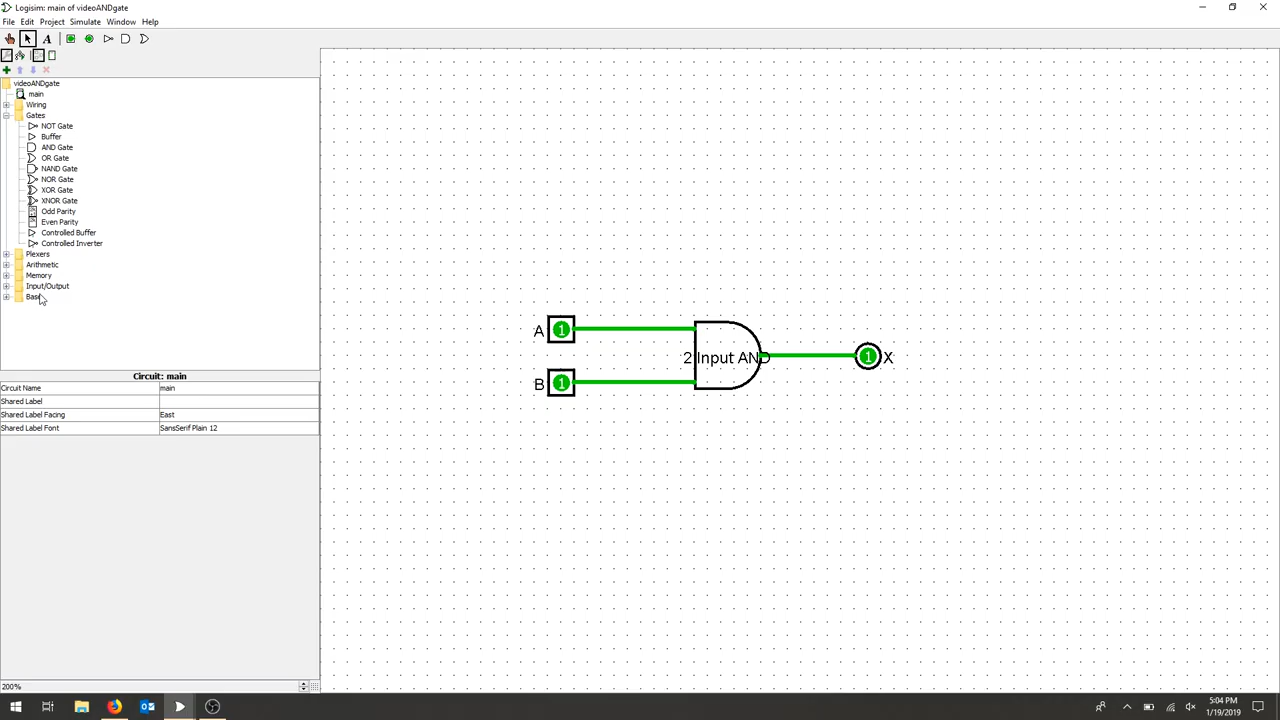 Logisim: main of videoANDgate
File Edit Project Simulate Window Help
A
videoANDgate
main
Wiring
Gates
NOT Gate
Buffer
AND Gate
OR Gate
NAND Gate
NOR Gate
XOR Gate
XNOR Gate
Odd Parity
Even Parity
Controlled Buffer
Controlled Inverter
Plexers
Arithmetic
Memory
Input/Output
Base
Circuit: main
Circuit Name main
Shared Label
Shared Label Facing East
Shared Label Font SansSerif Plain 12
200%
A 1
2 Input AND 1 X
B 1
5:04 PM
1/19/2019